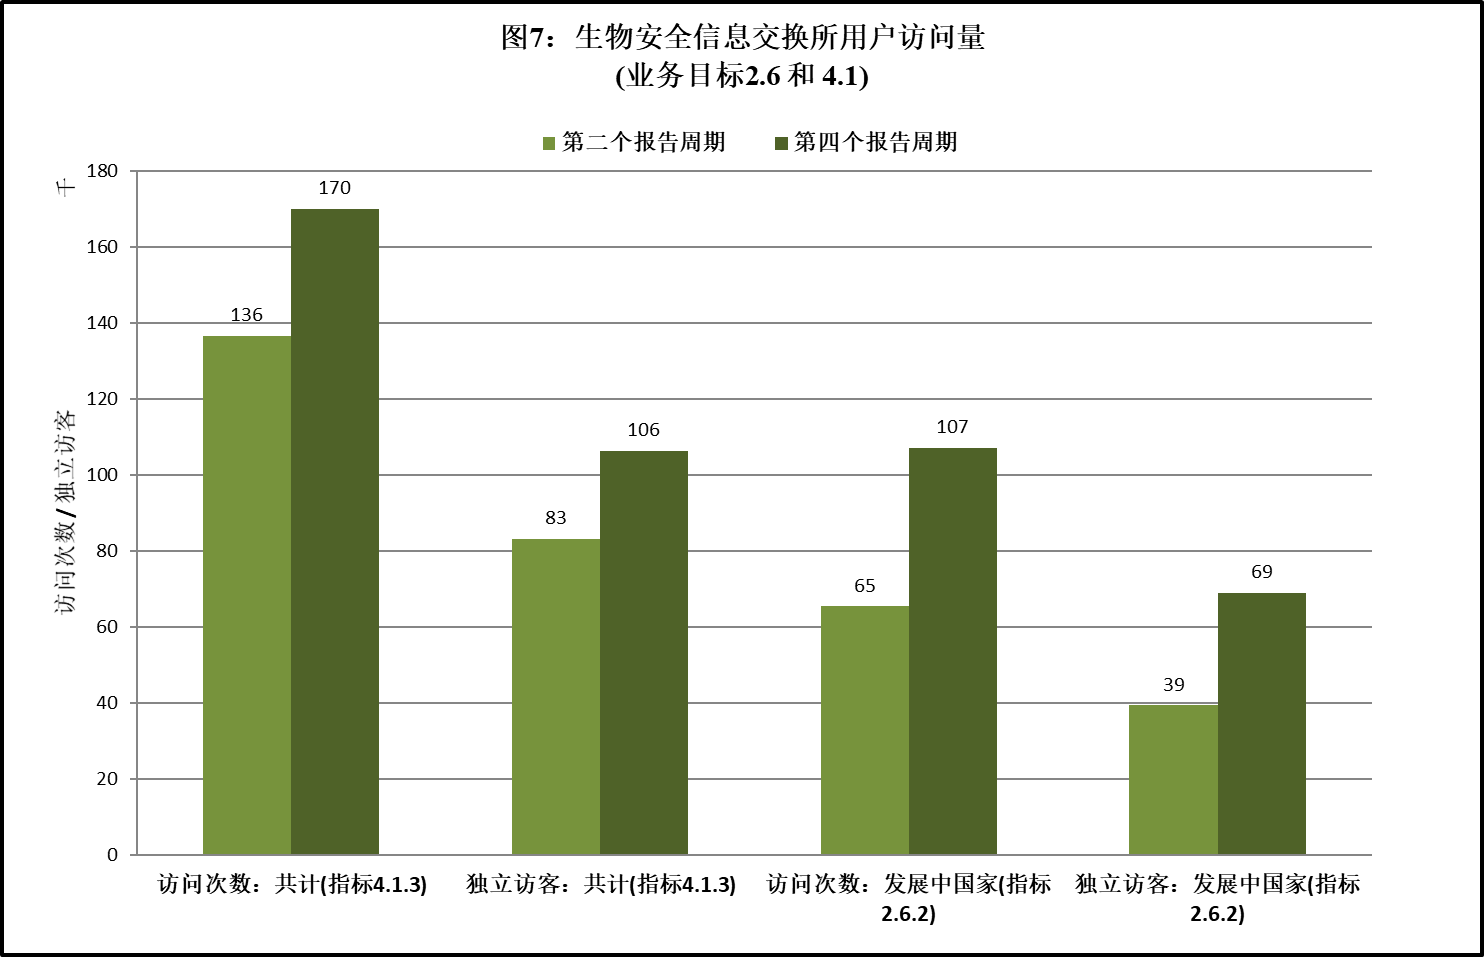 图7：生物安全信息交换所用户访问量
(业务目标2.6 和 4.1)
第二个报告周期
第四个报告周期
千
访问次数/独立访客
180
160
140
120
100
80
60
40
20
0
136
170
83
106
65
107
39
69
访问次数：共计(指标4.1.3)
独立访客：共计(指标4.1.3)
访问次数：发展中国家(指标
2.6.2)
独立访客：发展中国家(指标
2.6.2)